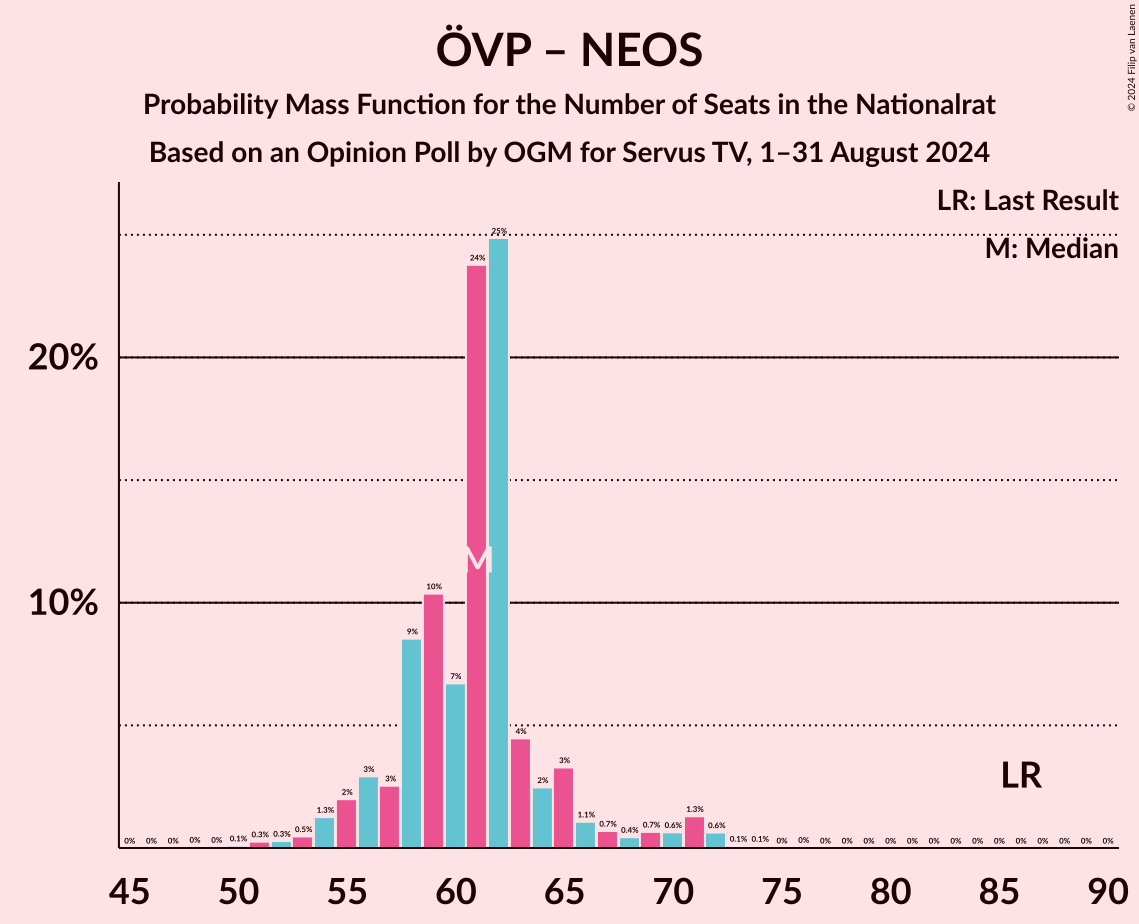 ÖVP – NEOS
Probability Mass Function for the Number of Seats in the Nationalrat
Based on an Opinion Poll by OGM for Servus TV, 1–31 August 2024
© 2024 Filip van Laenen
LR: Last Result
M: Median
20%
10%
0% 0% 0% 0% 0% 0.1% 0.3% 0.3% 0.5% 1.3% 2% 3% 3% 9% 10% 7% 24% 25% 4% 2% 3% 1.1% 0.7% 0.4% 0.7% 0.6% 1.3% 0.6% 0.1% 0.1% 0% 0% 0% 0% 0% 0% 0% 0% 0% 0% 0% 0% 0% 0% 0% 0%
M
LR
45 50 55 60 65 70 75 80 85 90